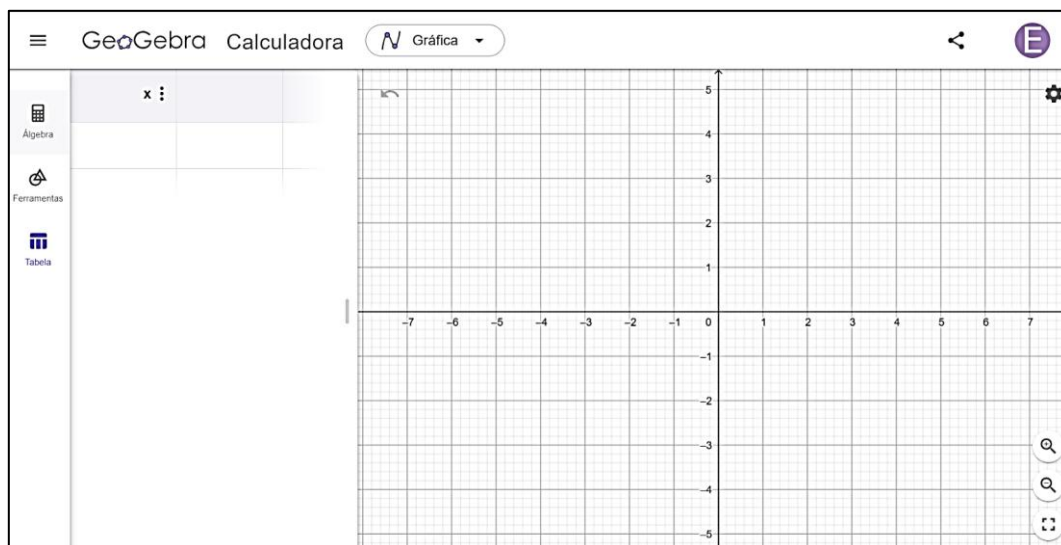 GeoGebra Calculadora Gráfica E
x
Álgebra
Ferramentas
Tabela
5
4
3
2
1
–7 –6 –5 –4 –3 –2 –1 0 1 2 3 4 5 6 7
–1
–2
–3
–4
–5